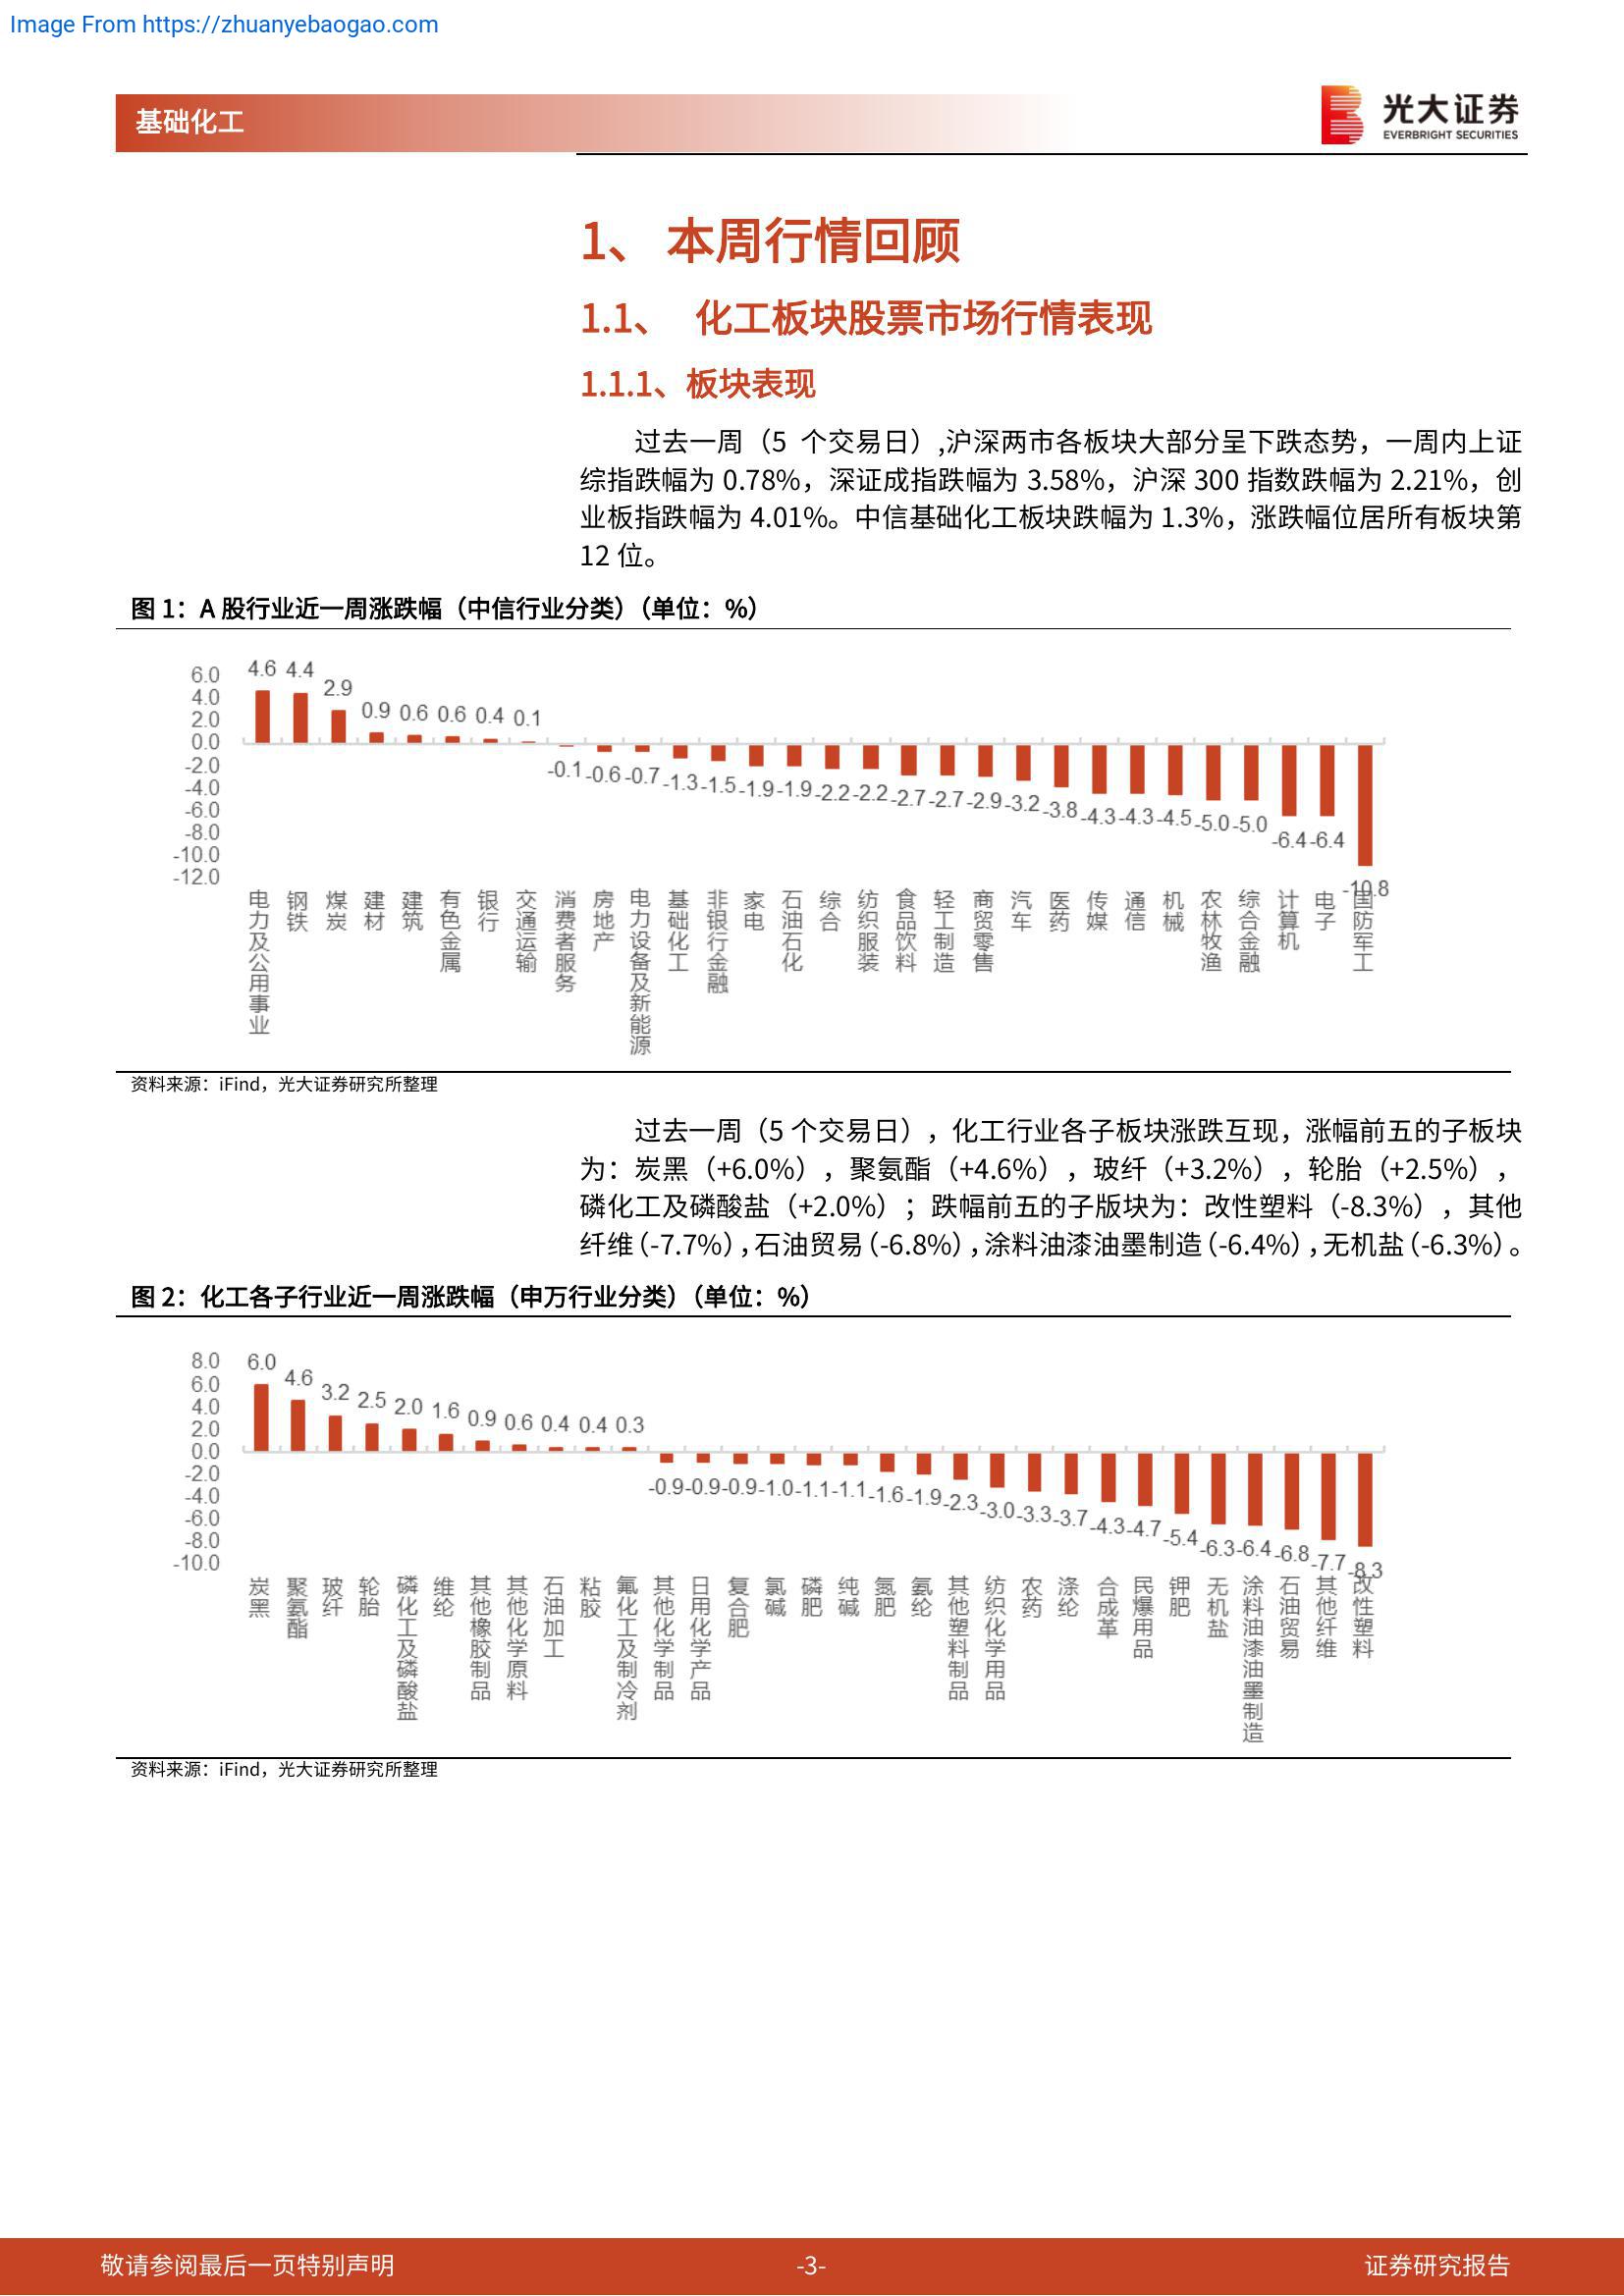 Image From https://zhuanyebaogao.com
基础化工
光大证券
EVERBRIGHT SECURITIES
1、 本周行情回顾
1.1、 化工板块股票市场行情表现
1.1.1、板块表现
过去一周（5 个交易日）,沪深两市各板块大部分呈下跌态势，一周内上证
综指跌幅为 0.78%，深证成指跌幅为 3.58%，沪深 300 指数跌幅为 2.21%，创
业板指跌幅为 4.01%。中信基础化工板块跌幅为 1.3%，涨跌幅位居所有板块第
12 位。
图 1：A 股行业近一周涨跌幅（中信行业分类）（单位：%）
6.0
4.0
2.0
0.0
-2.0
-4.0
-6.0
-8.0
-10.0
-12.0
4.6 4.4 2.9 0.9 0.6 0.6 0.4 0.1 -0.1 -0.6 -0.7 -1.3 -1.5 -1.9 -1.9 -2.2 -2.2 -2.7 -2.7 -2.9 -3.2 -3.8 -4.3 -4.3 -4.5 -5.0 -5.0 -6.4 -6.4 -10.8
电力及公用事业
钢铁
煤炭
建材
建筑
有色金属
银行
交通运输
消费者服务
房地产
电力设备及新能源
基础化工
非银行金融
家电
石油石化
综合
纺织服装
食品饮料
轻工制造
商贸零售
汽车
医药
传媒
通信
机械
农林牧渔
综合金融
计算机
电子
国防军工
资料来源：iFind，光大证券研究所整理
过去一周（5 个交易日），化工行业各子板块涨跌互现，涨幅前五的子板块
为：炭黑（+6.0%），聚氨酯（+4.6%），玻纤（+3.2%），轮胎（+2.5%），
磷化工及磷酸盐（+2.0%）；跌幅前五的子版块为：改性塑料（-8.3%），其他
纤维（-7.7%），石油贸易（-6.8%），涂料油漆油墨制造（-6.4%），无机盐（-6.3%）。
图 2：化工各子行业近一周涨跌幅（申万行业分类）（单位：%）
8.0
6.0
4.0
2.0
0.0
-2.0
-4.0
-6.0
-8.0
-10.0
6.0 4.6 3.2 2.5 2.0 1.6 0.9 0.6 0.4 0.4 0.3 -0.9 -0.9 -0.9 -1.0 -1.1 -1.1 -1.6 -1.9 -2.3 -3.0 -3.3 -3.7 -4.3 -4.7 -5.4 -6.3 -6.4 -6.8 -7.7 -8.3
炭黑
聚氨酯
玻纤
轮胎
磷化工及磷酸盐
维纶
其他橡胶制品
其他化学原料
石油加工
粘胶
氟化工及制冷剂
其他化学制品
日用化学产品
复合肥
氯碱
磷肥
纯碱
氮肥
氨纶
其他塑料制品
纺织化学用品
农药
涤纶
合成革
民爆用品
钾肥
无机盐
涂料油漆油墨制造
石油贸易
其他纤维
改性塑料
资料来源：iFind，光大证券研究所整理
敬请参阅最后一页特别声明
-3-
证券研究报告